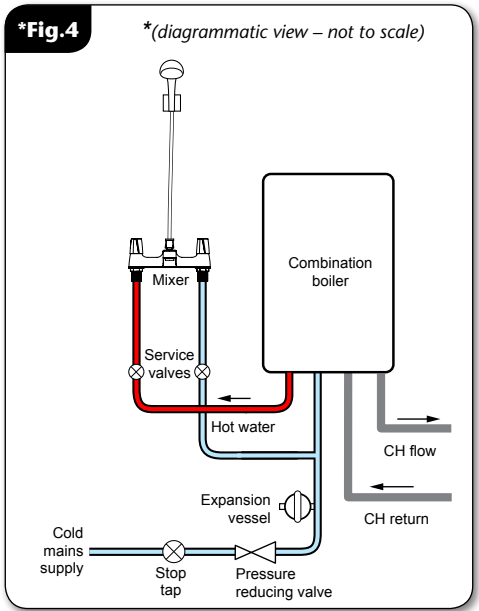 *Fig.4
*(diagrammatic view – not to scale)
Combination
boiler
Mixer
Service
valves
Hot water
CH flow
Expansion
vessel
CH return
Cold
mains
supply
Stop
tap
Pressure
reducing valve